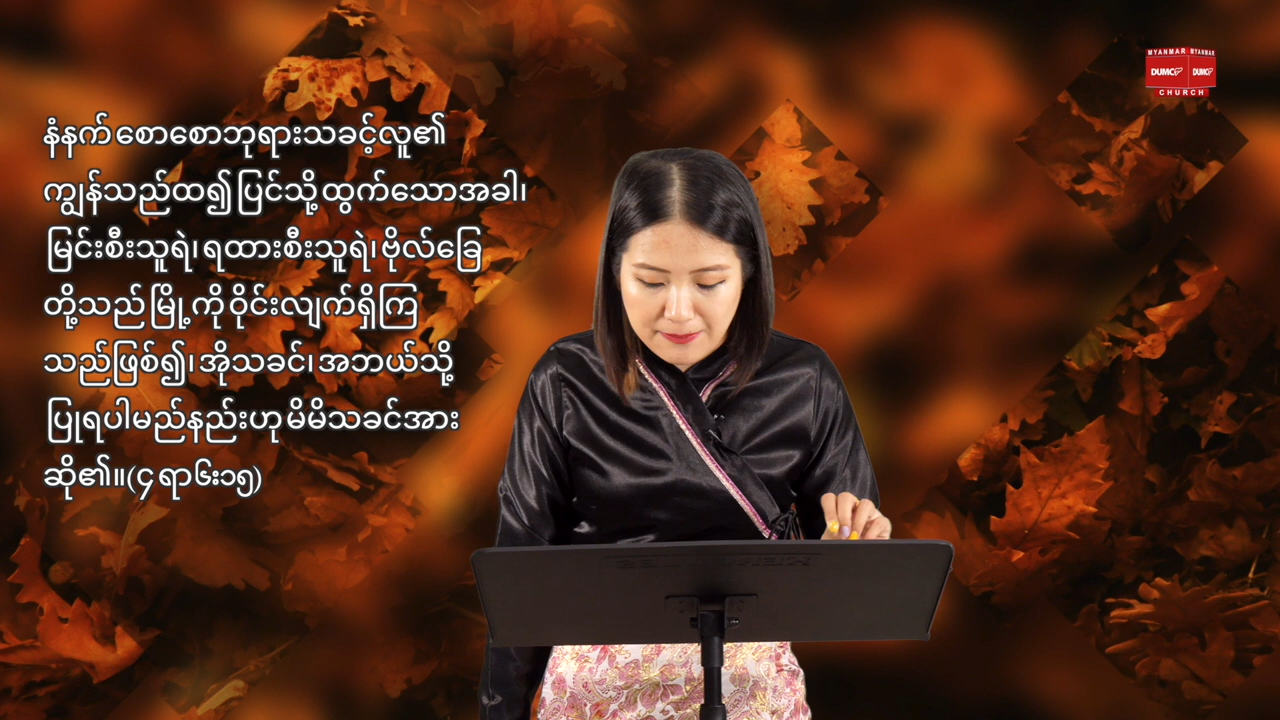 နံနက်စောစောဘုရားသခင့်လူ၏
ကျွန်သည်ထ၍ပြင်သို့ထွက်သောအခါ၊
မြင်းစီးသူရဲ၊ရထားစီးသူရဲ၊ဗိုလ်ခြေ
တို့သည်မြို့ကိုဝိုင်းလျက်ရှိကြ
သည်ဖြစ်၍၊အိုသခင်၊အဘယ်သို့
ပြုရပါမည်နည်းဟုမိမိသခင်အား
ဆို၏။(၄ရာ၆း၁၅)
MYANMAR MYANMAR
DUMC DUMC
CHURCH